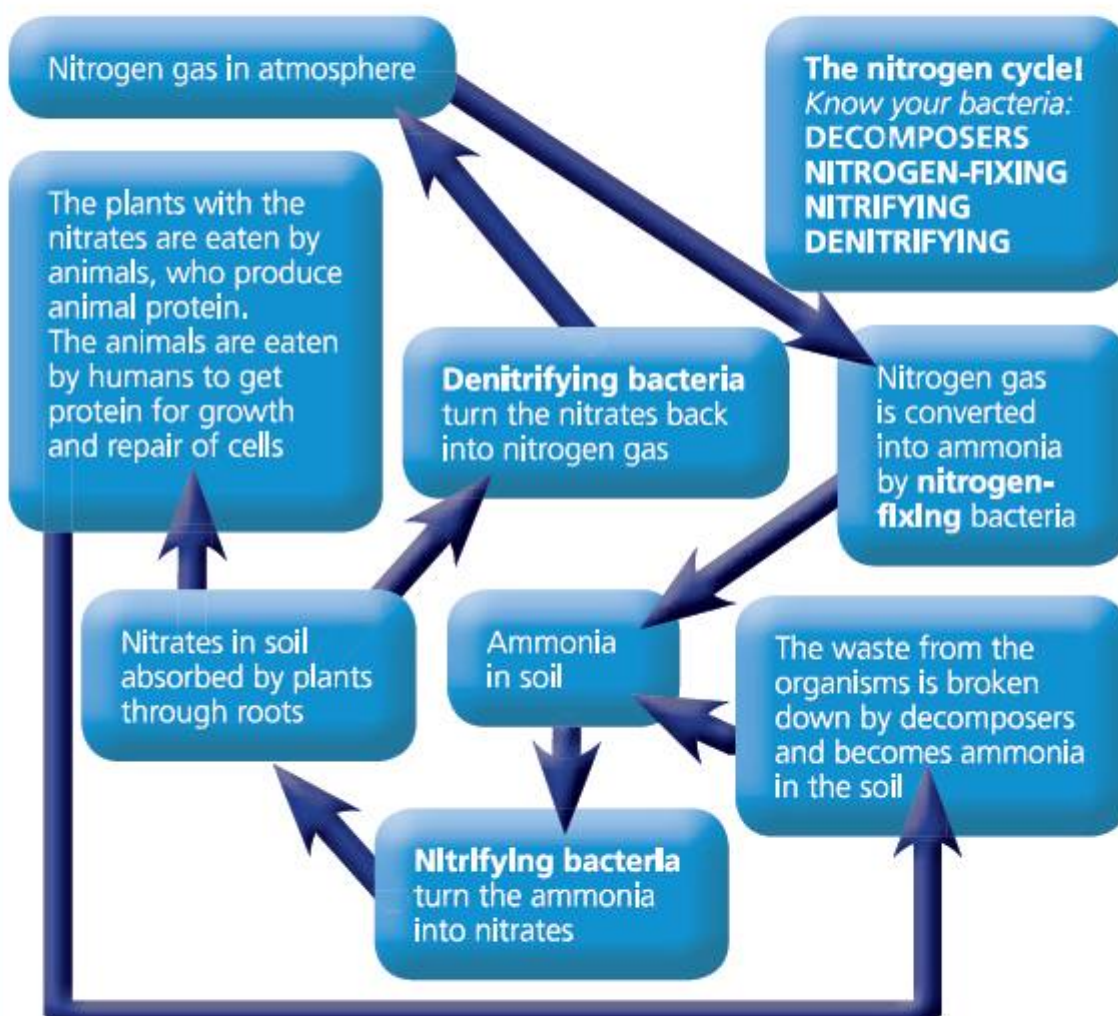 Nitrogen gas in atmosphere
The nitrogen cycle!
Know your bacteria:
DECOMPOSERS
NITROGEN-FIXING
NITRIFYING
DENITRIFYING
The plants with the
nitrates are eaten by
animals, who produce
animal protein.
The animals are eaten
by humans to get
protein for growth
and repair of cells
Denitrifying bacteria
turn the nitrates back
into nitrogen gas
Nitrogen gas
is converted
into ammonia
by nitrogen-
fixing bacteria
Nitrates in soil
absorbed by plants
through roots
Ammonia
in soil
The waste from the
organisms is broken
down by decomposers
and becomes ammonia
in the soil
Nitrifying bacteria
turn the ammonia
into nitrates